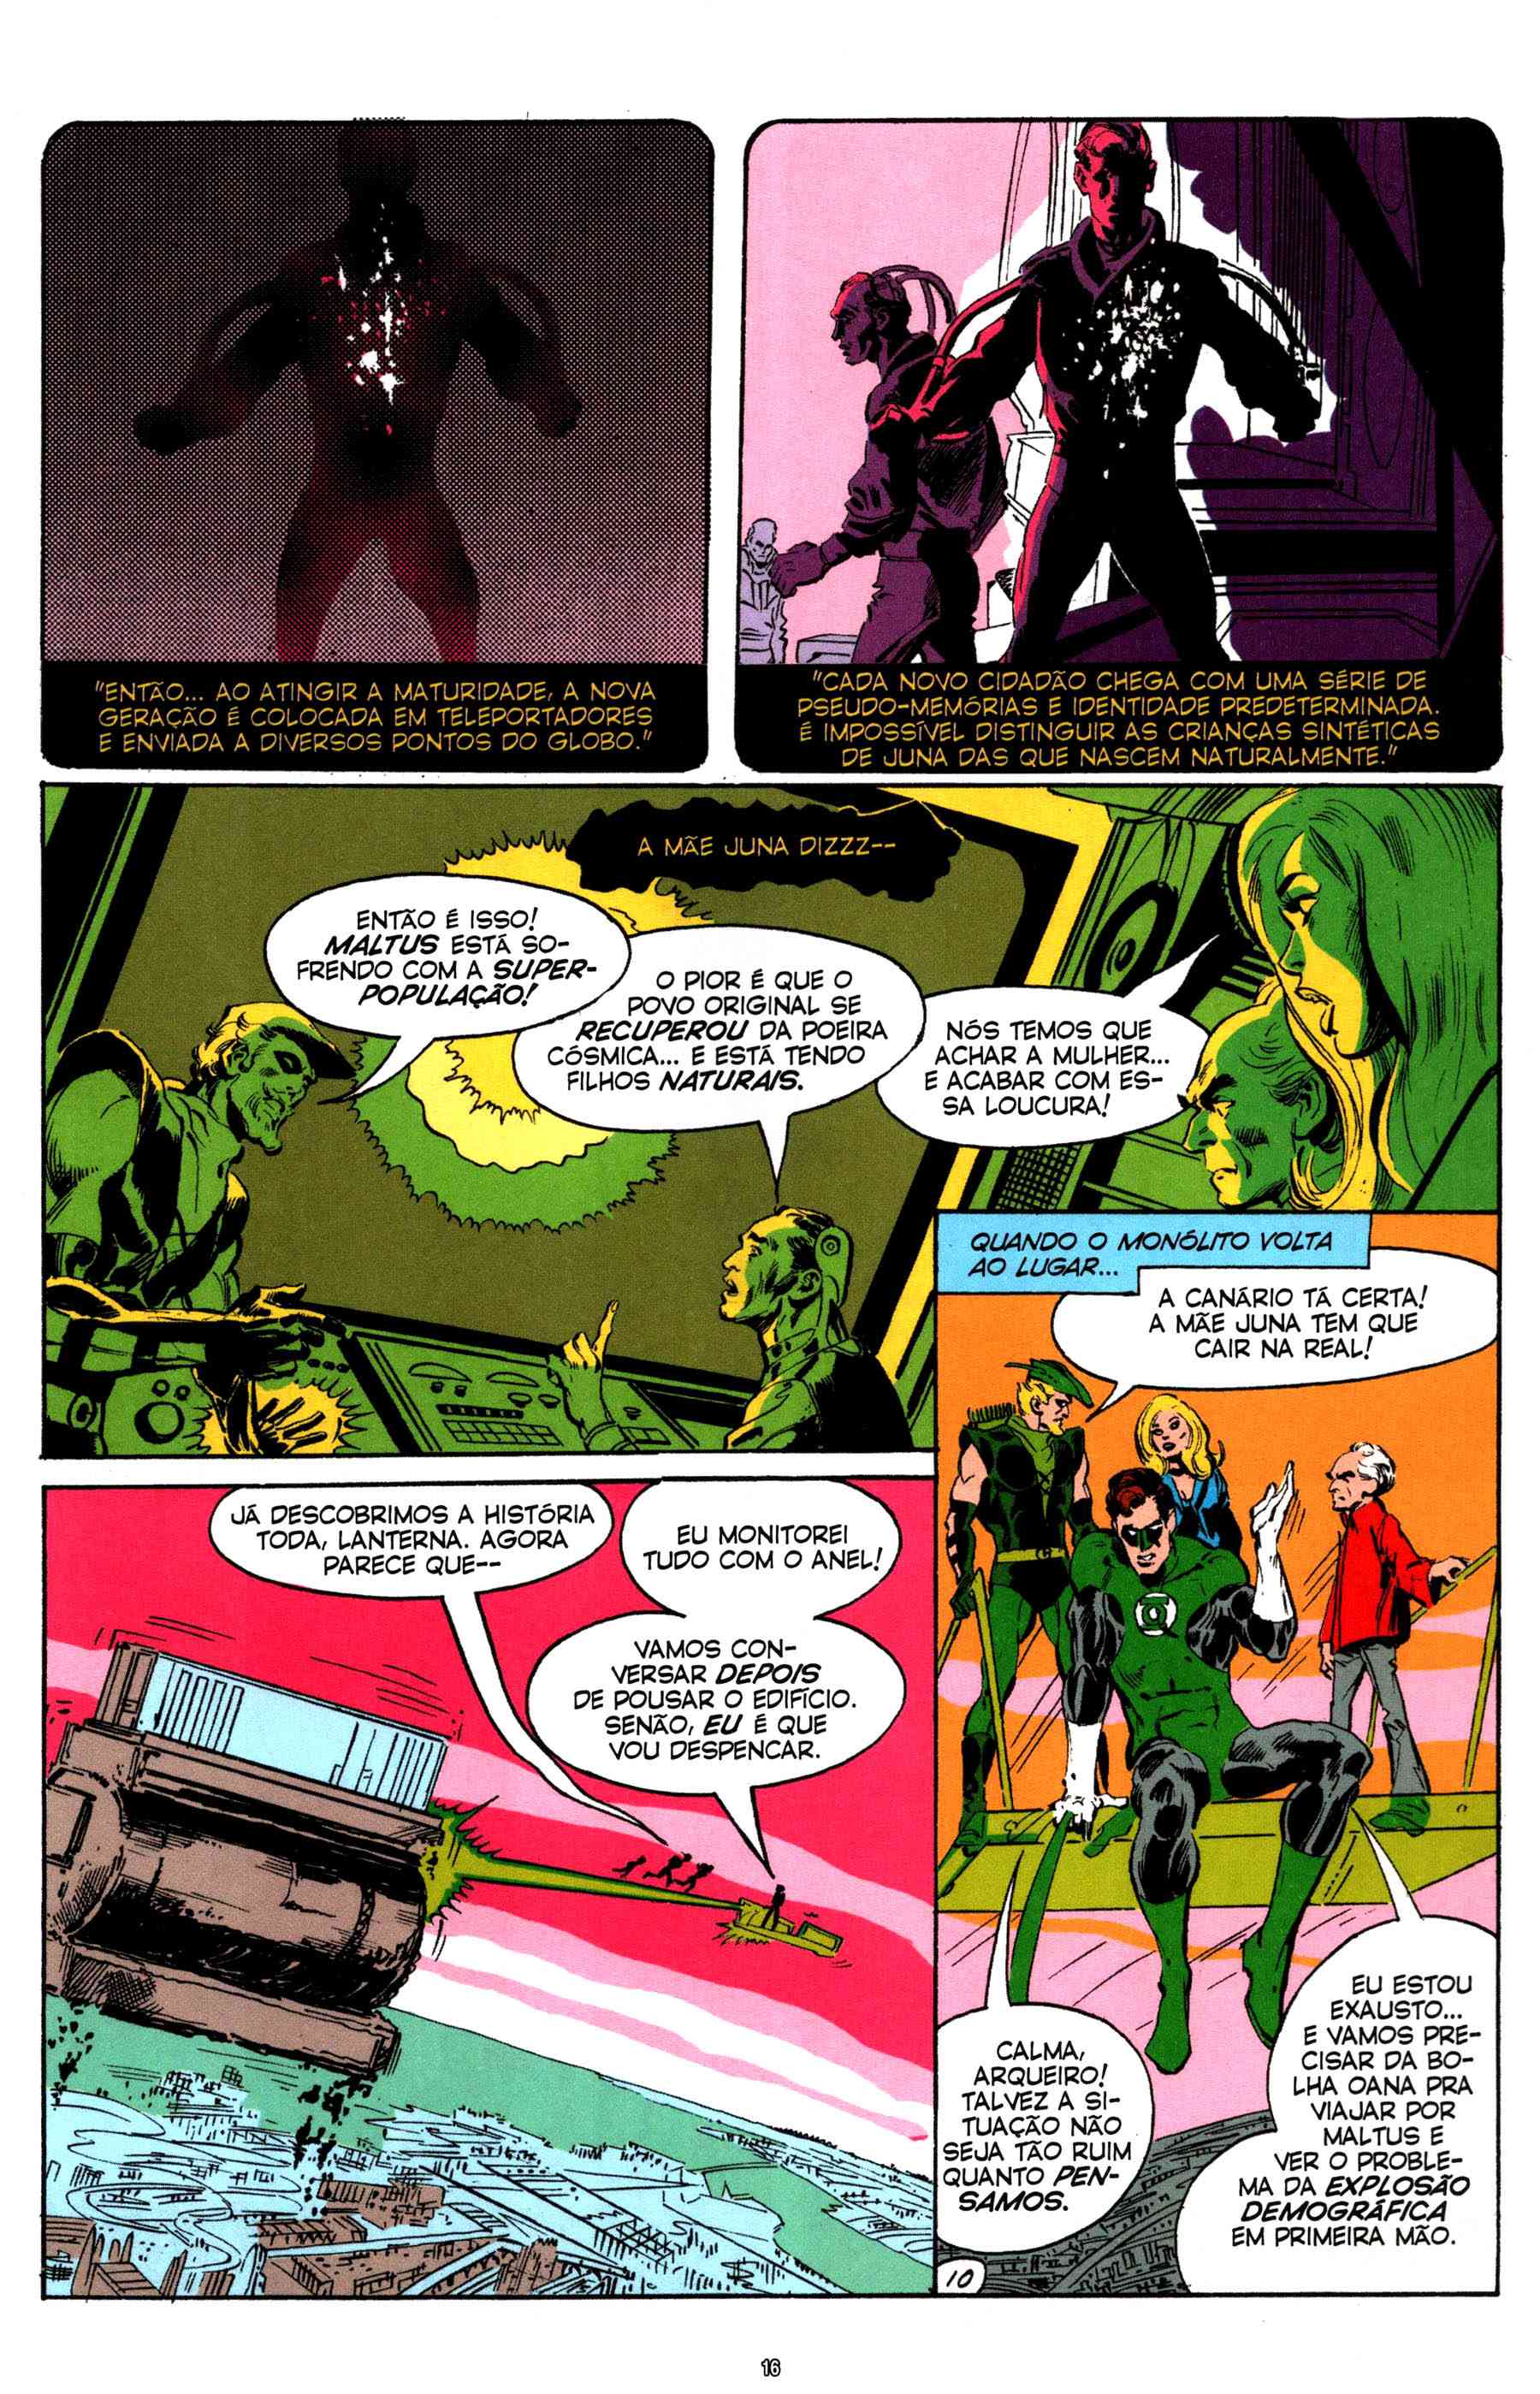 "ENTÃO... AO ATINGIR A MATURIDADE, A NOVA
GERAÇÃO É COLOCADA EM TELEPORTADORES
E ENVIADA A DIVERSOS PONTOS DO GLOBO."
"CADA NOVO CIDADÃO CHEGA COM UMA SÉRIE DE
PSEUDO-MEMÓRIAS E IDENTIDADE PREDETERMINADA.
É IMPOSSÍVEL DISTINGUIR AS CRIANÇAS SINTÉTICAS
DE JUNA DAS QUE NASCEM NATURALMENTE."
A MÃE JUNA DIZZZ--
ENTÃO É ISSO!
MALTUS ESTÁ SO-
FRENDO COM A SUPER-
POPULAÇÃO!
O PIOR É QUE O
POVO ORIGINAL SE
RECUPEROU DA POEIRA
CÓSMICA... E ESTÁ TENDO
FILHOS NATURAIS.
NÓS TEMOS QUE
ACHAR A MULHER...
E ACABAR COM ES-
SA LOUCURA!
JÁ DESCOBRIMOS A HISTÓRIA
TODA, LANTERNA. AGORA
PARECE QUE--
EU MONITOREI
TUDO COM O ANEL!
VAMOS CON-
VERSAR DEPOIS
DE POUSAR O EDIFÍCIO.
SENÃO, EU É QUE
VOU DESPENCAR.
QUANDO O MONÓLITO VOLTA
AO LUGAR...
A CANÁRIO TÁ CERTA!
A MÃE JUNA TEM QUE
CAIR NA REAL!
CALMA,
ARQUEIRO!
TALVEZ A SI-
TUAÇÃO NÃO
SEJA TÃO RUIM
QUANTO PEN-
SAMOS.
EU ESTOU
EXAUSTO...
E VAMOS PRE-
CISAR DA BO-
LHA OANA PRA
VIAJAR POR
MALTUS E
VER O PROBLE-
MA DA EXPLOSÃO
DEMOGRÁFICA
EM PRIMEIRA MÃO.
10
16